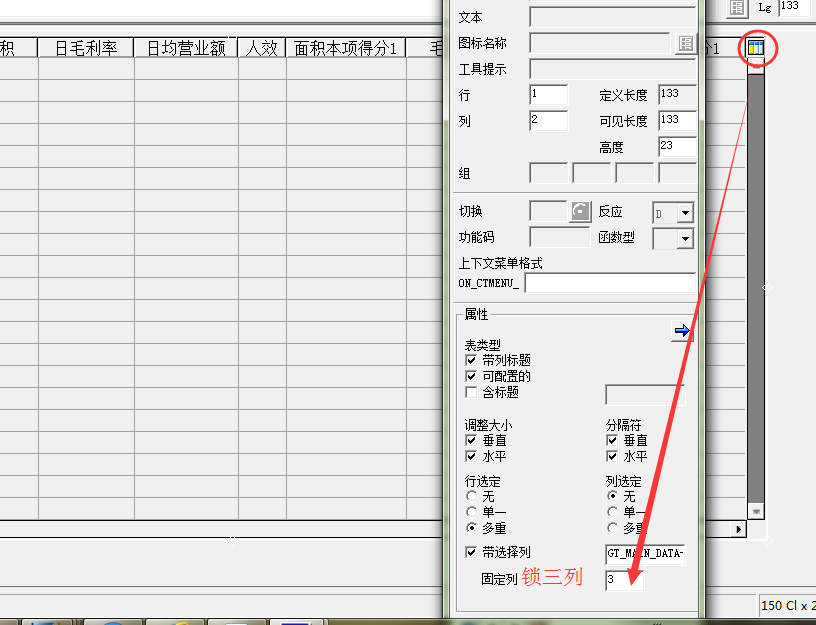 Lg 133
积 日毛利率 日均营业额 人效 面积本项得分1 毛
分1
文本
图标名称
工具提示
行 1 定义长度 133
列 2 可见长度 133
高度 23
组
切换 反应 D
功能码 函数型
上下文菜单格式
ON_CTMENU_
属性
表类型
带列标题
可配置的
含标题
调整大小 分隔符
垂直 垂直
水平 水平
行选定 列选定
无 无
单一 单一
多重 多重
带选择列 GT_MAIN_DATA-
固定列 锁三列 3
150 Cl x 2